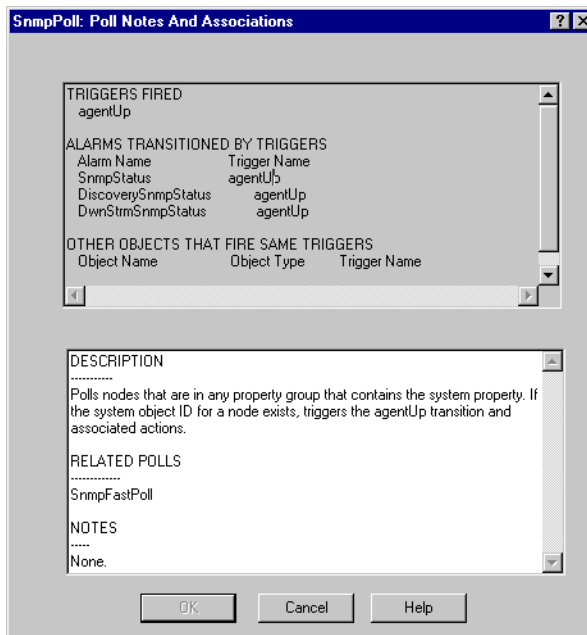 SnmpPoll: Poll Notes And Associations
TRIGGERS FIRED
agentUp
ALARMS TRANSITIONED BY TRIGGERS
Alarm Name Trigger Name
SnmpStatus agentUp
DiscoverySnmpStatus agentUp
DwnStrmSnmpStatus agentUp
OTHER OBJECTS THAT FIRE SAME TRIGGERS
Object Name Object Type Trigger Name
DESCRIPTION
-----------
Polls nodes that are in any property group that contains the system property. If
the system object ID for a node exists, triggers the agentUp transition and
associated actions.
RELATED POLLS
-------------
SnmpFastPoll
NOTES
-----
None.
OK Cancel Help